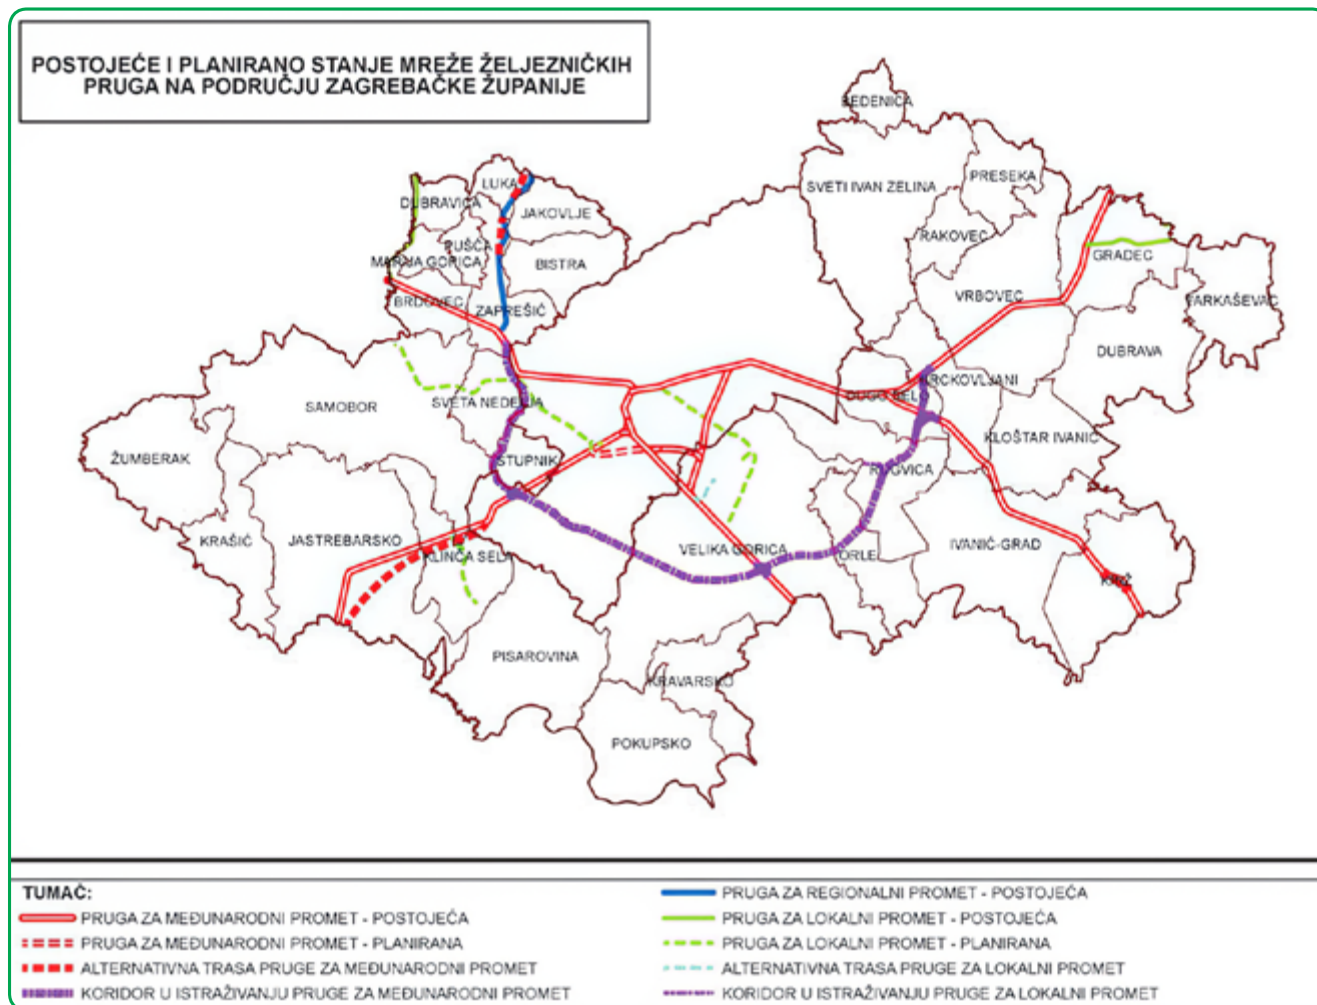 POSTOJEĆE I PLANIRANO STANJE MREŽE ŽELJEZNIČKIH
PRUGA NA PODRUČJU ZAGREBAČKE ŽUPANIJE
BEDENICA
LUKA
DUBRAVICA
JAKOVLJE
SVETI IVAN ZELINA
PRESEKA
RAKOVEC
PUŠĆA
MARIJA GORICA
BISTRA
GRADEC
BRDOVEC
ZAPREŠIĆ
VRBOVEC
FARKAŠEVAC
DUBRAVA
BRCKOVLJANI
DUGO SELO
SAMOBOR
SVETA NEDELJA
KLOŠTAR IVANIĆ
ŽUMBERAK
STUPNIK
RUGVICA
KRAŠIĆ
JASTREBARSKO
KLINČA SELA
VELIKA GORICA
ORLE
IVANIĆ-GRAD
KRIŽ
PISAROVINA
KRAVARSKO
POKUPSKO
TUMAČ:
PRUGA ZA MEĐUNARODNI PROMET - POSTOJEĆA
PRUGA ZA MEĐUNARODNI PROMET - PLANIRANA
ALTERNATIVNA TRASA PRUGE ZA MEĐUNARODNI PROMET
KORIDOR U ISTRAŽIVANJU PRUGE ZA MEĐUNARODNI PROMET
PRUGA ZA REGIONALNI PROMET - POSTOJEĆA
PRUGA ZA LOKALNI PROMET - POSTOJEĆA
PRUGA ZA LOKALNI PROMET - PLANIRANA
ALTERNATIVNA TRASA PRUGE ZA LOKALNI PROMET
KORIDOR U ISTRAŽIVANJU PRUGE ZA LOKALNI PROMET